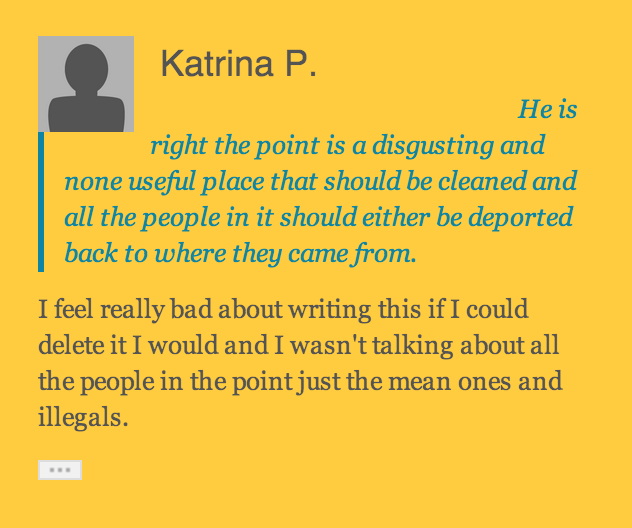 Katrina P.
He is
right the point is a disgusting and
none useful place that should be cleaned and
all the people in it should either be deported
back to where they came from.
I feel really bad about writing this if I could
delete it I would and I wasn't talking about all
the people in the point just the mean ones and
illegals.